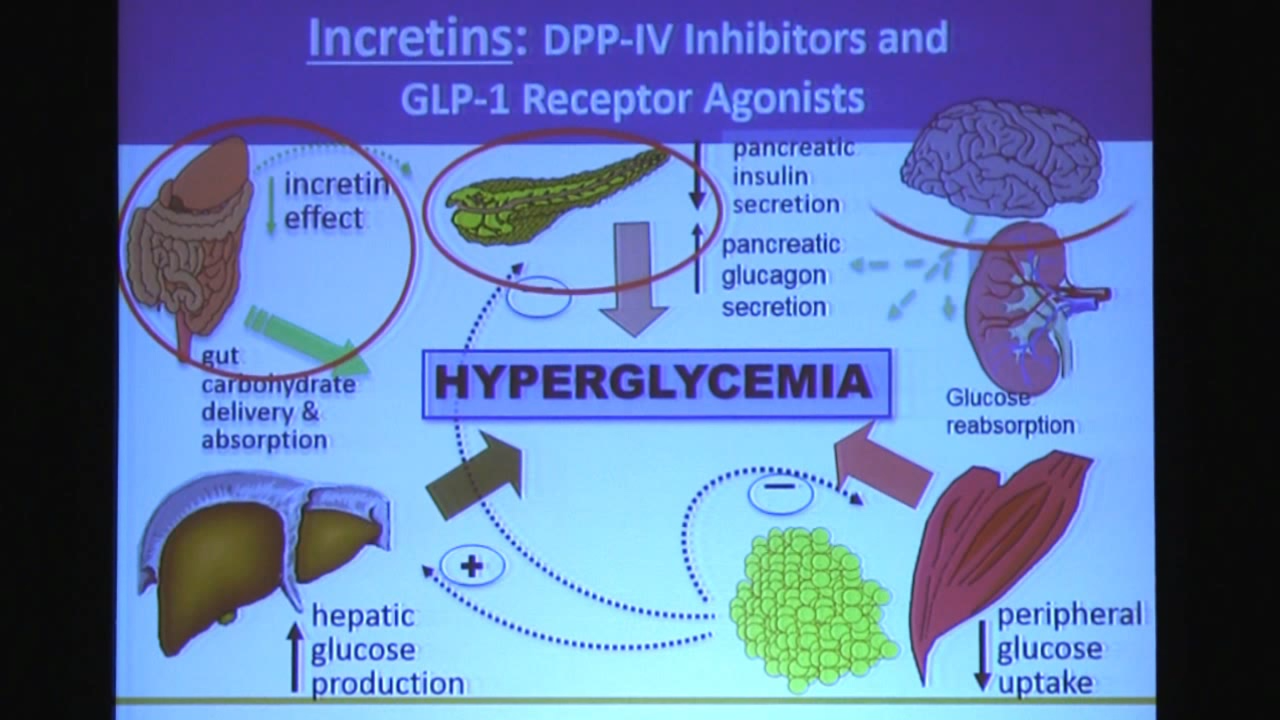 Incretins: DPP-IV Inhibitors and
GLP-1 Receptor Agonists
incretin
effect
pancreatic
insulin
secretion
pancreatic
glucagon
secretion
gut
carbohydrate
delivery &
absorption
HYPERGLYCEMIA
Glucose
reabsorption
−
+
hepatic
glucose
production
peripheral
glucose
uptake